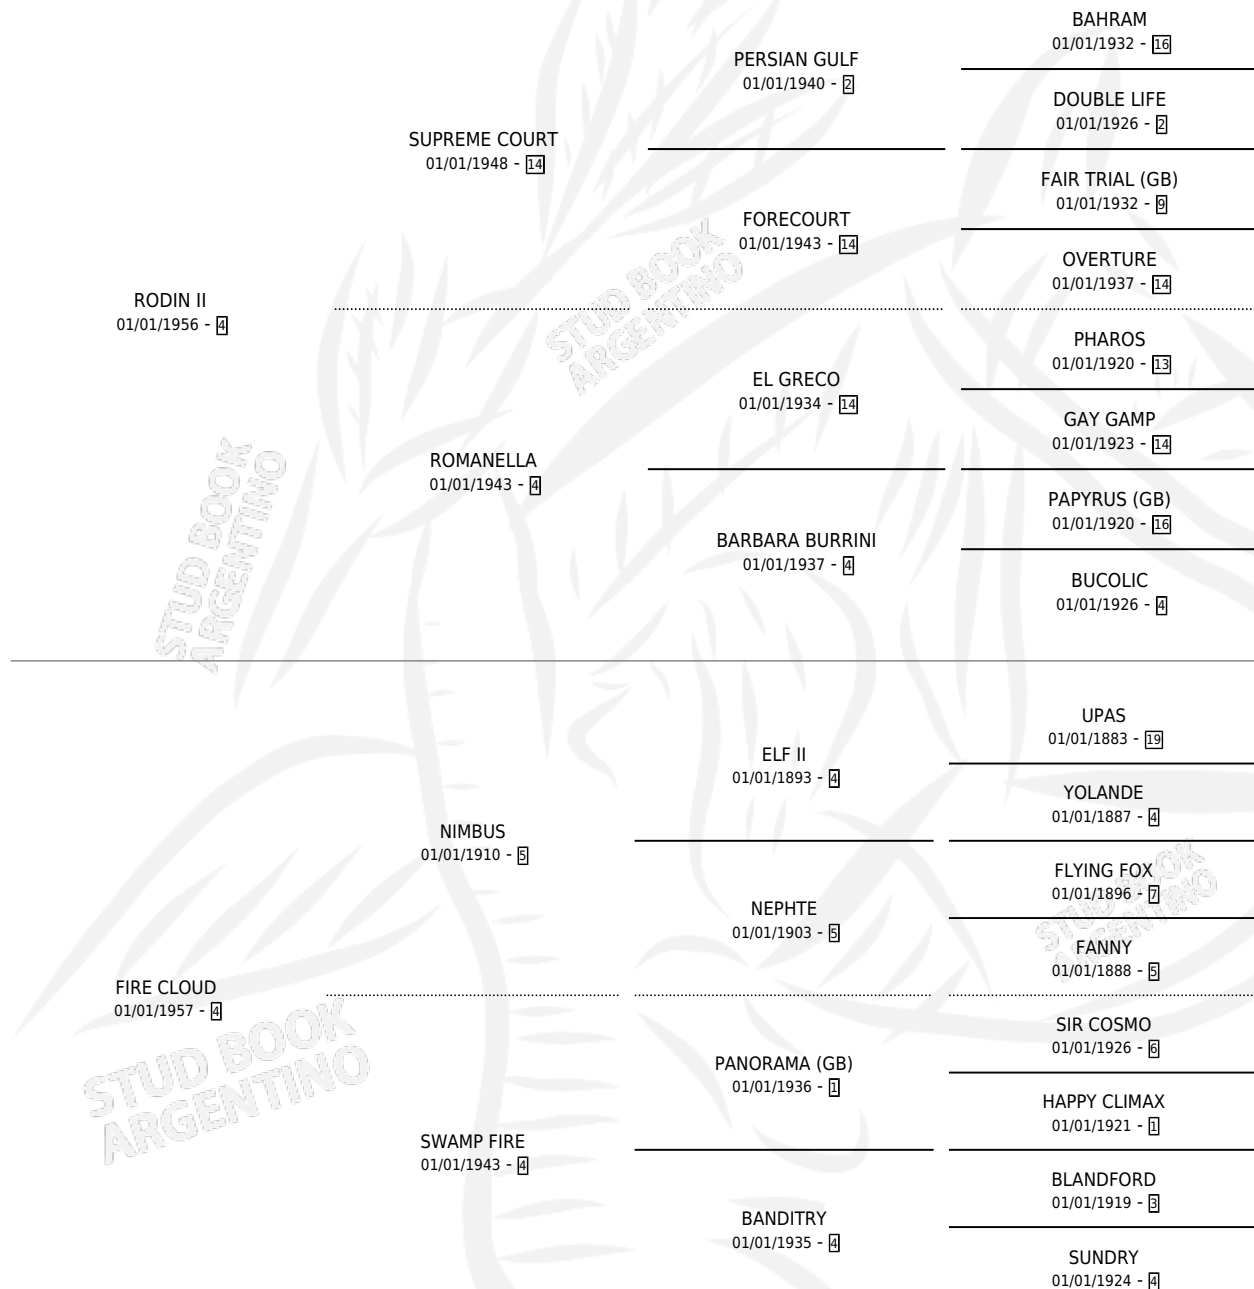 BAHRAM
01/01/1932 - 16
PERSIAN GULF
01/01/1940 - 2
DOUBLE LIFE
01/01/1926 - 2
SUPREME COURT
01/01/1948 - 14
FAIR TRIAL (GB)
01/01/1932 - 9
FORECOURT
01/01/1943 - 14
OVERTURE
01/01/1937 - 14
RODIN II
01/01/1956 - 4
PHAROS
01/01/1920 - 13
EL GRECO
01/01/1934 - 14
GAY GAMP
01/01/1923 - 14
ROMANELLA
01/01/1943 - 4
PAPYRUS (GB)
01/01/1920 - 16
BARBARA BURRINI
01/01/1937 - 4
BUCOLIC
01/01/1926 - 4
STUD BOOK
ARGENTINO
STUD BOOK
ARGENTINO
UPAS
01/01/1883 - 19
ELF II
01/01/1893 - 4
YOLANDE
01/01/1887 - 4
NIMBUS
01/01/1910 - 5
FLYING FOX
01/01/1896 - 7
NEPHTE
01/01/1903 - 5
FANNY
01/01/1888 - 5
STUD BOOK
ARGENTINO
FIRE CLOUD
01/01/1957 - 4
SIR COSMO
01/01/1926 - 6
PANORAMA (GB)
01/01/1936 - 1
HAPPY CLIMAX
01/01/1921 - 1
STUD BOOK
ARGENTINO
SWAMP FIRE
01/01/1943 - 4
BLANDFORD
01/01/1919 - 3
BANDITRY
01/01/1935 - 4
SUNDRY
01/01/1924 - 4